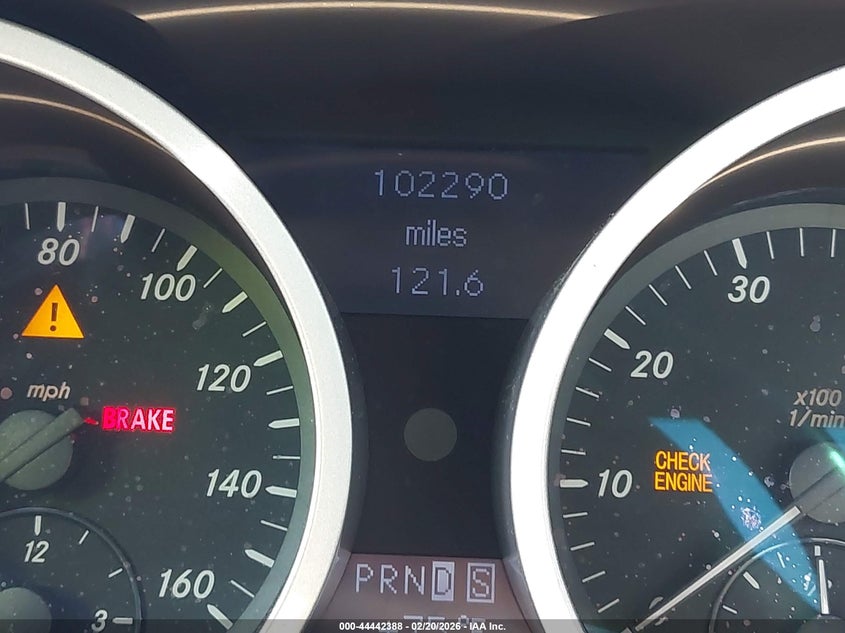 102290
miles
121.6
80
100
120
140
160
mph
BRAKE
12
3
30
20
10
x100
1/min
CHECK
ENGINE
PRND S
000-44442388 - 02/20/2026 - IAA Inc.